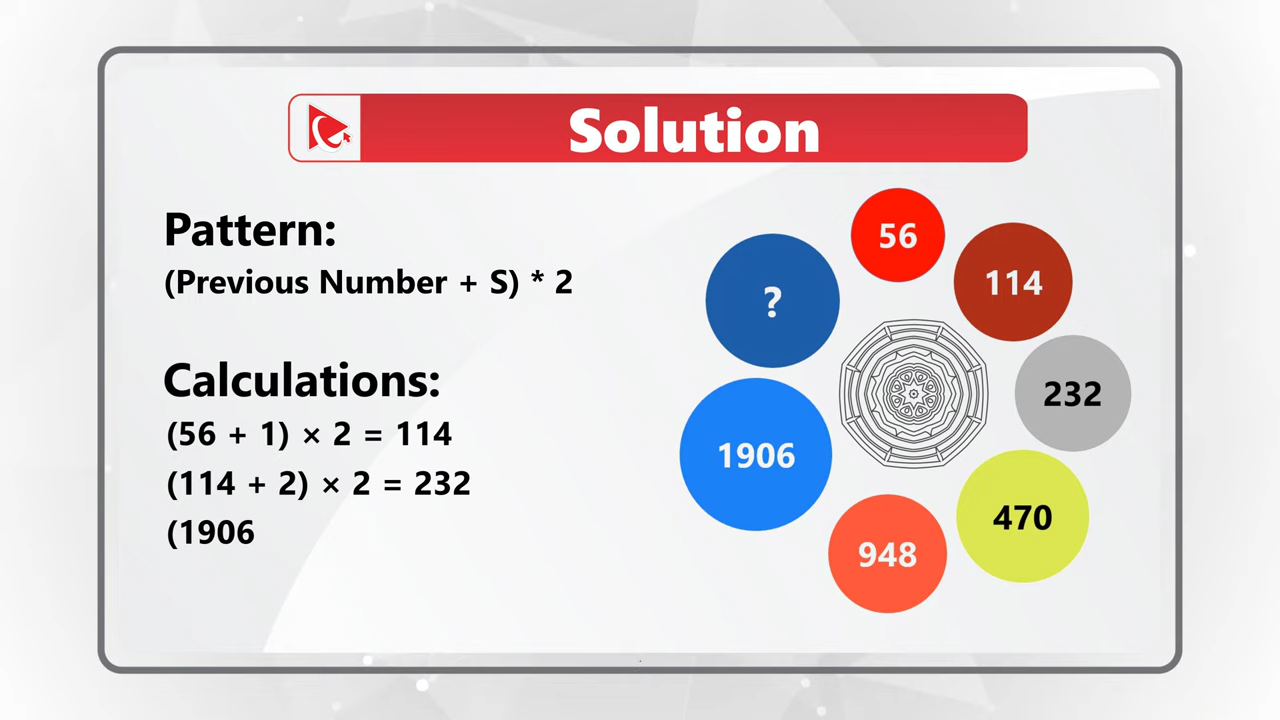 Solution
Pattern:
(Previous Number + S) * 2
Calculations:
(56 + 1) × 2 = 114
(114 + 2) × 2 = 232
(1906
56
114
232
470
948
1906
?